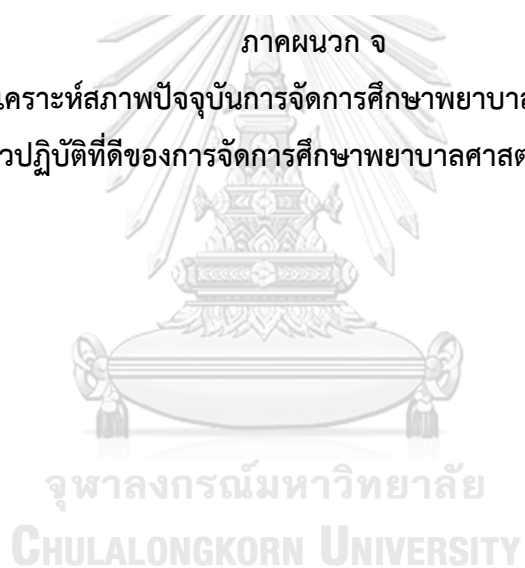 ภาคผนวก จ
เคราะห์สภาพปัจจุบันการจัดการศึกษาพยาบาล
วปฏิบัติที่ดีของการจัดการศึกษาพยาบาลศาสต
จุฬาลงกรณ์มหาวิทยาลัย
CHULALONGKORN UNIVERSITY